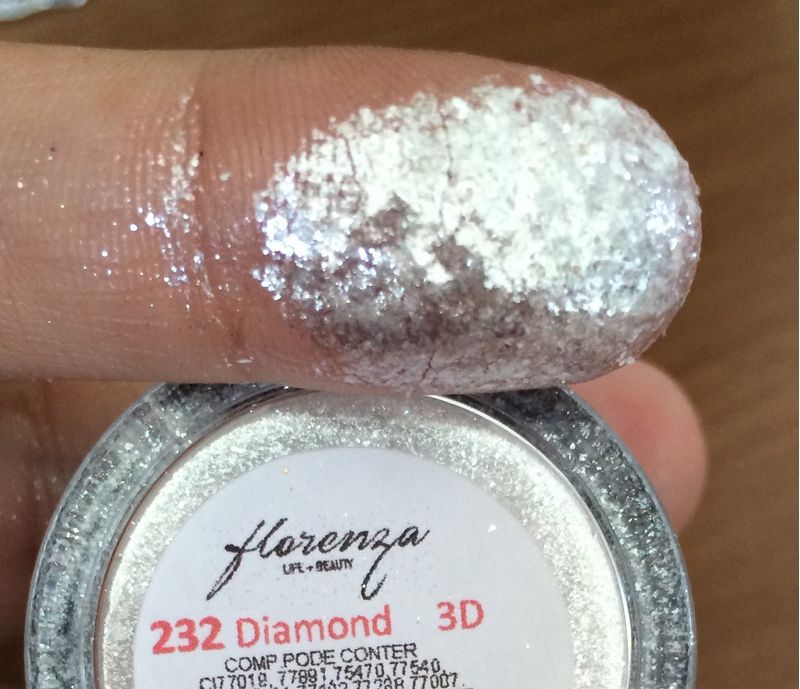 florenza
LIFE + BEAUTY
232 Diamond 3D
COMP PODE CONTER
CI77019, 77891, 75470, 77540,